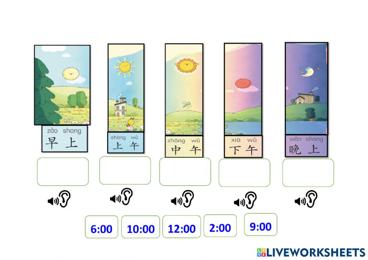 zǎo shang
早 上
shàng wǔ
上 午
zhōng wǔ
中 午
xià wǔ
下 午
wǎn shang
晚 上
6:00
10:00
12:00
2:00
9:00
LIVEWORKSHEETS